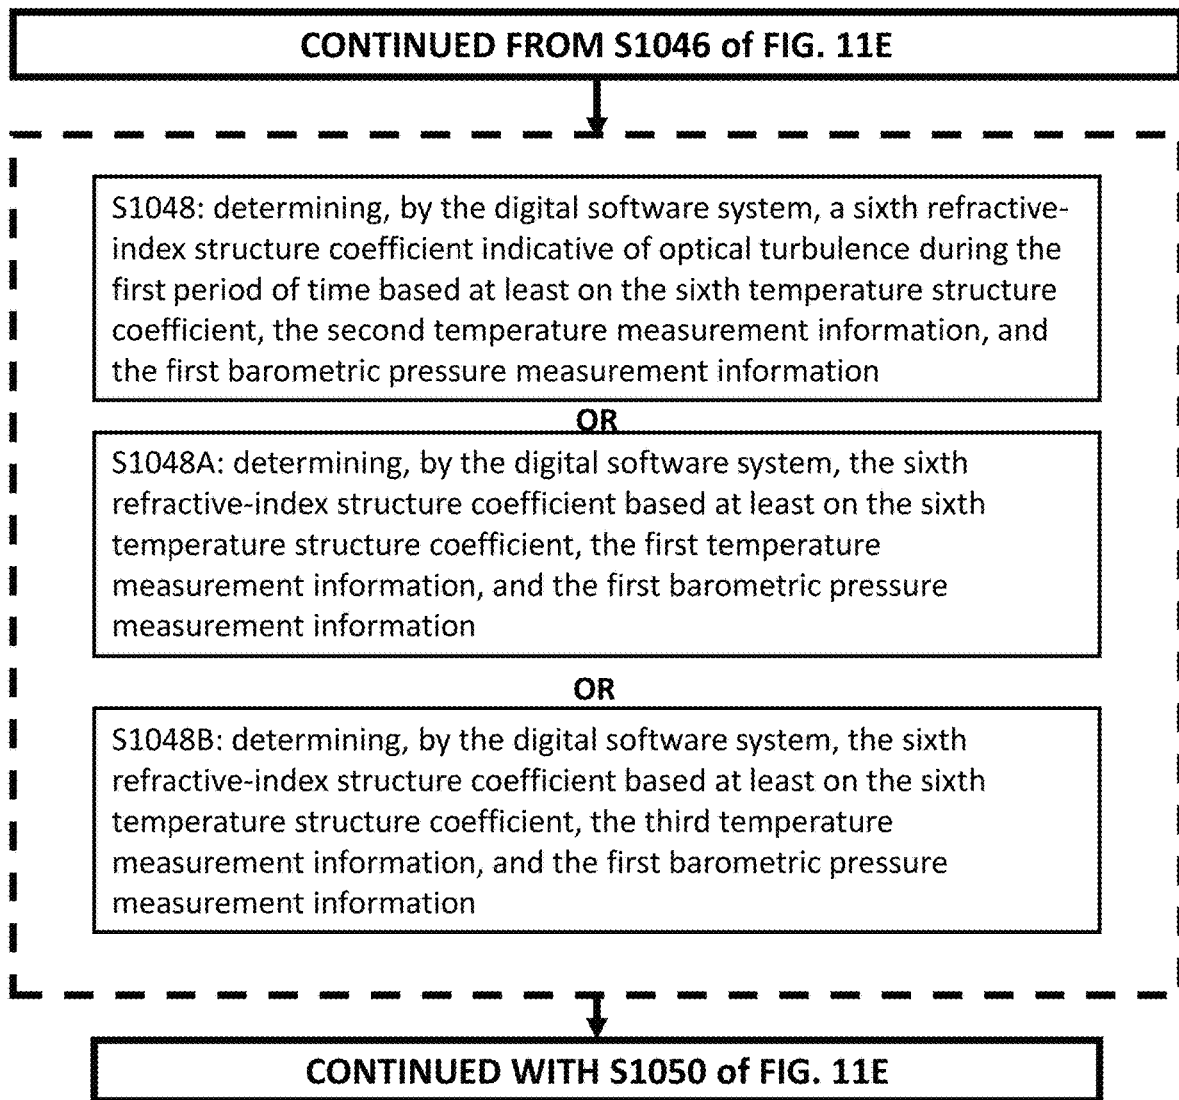 CONTINUED FROM S1046 of FIG. 11E
S1048: determining, by the digital software system, a sixth refractive-
index structure coefficient indicative of optical turbulence during the
first period of time based at least on the sixth temperature structure
coefficient, the second temperature measurement information, and
the first barometric pressure measurement information
OR
S1048A: determining, by the digital software system, the sixth
refractive-index structure coefficient based at least on the sixth
temperature structure coefficient, the first temperature
measurement information, and the first barometric pressure
measurement information
OR
S1048B: determining, by the digital software system, the sixth
refractive-index structure coefficient based at least on the sixth
temperature structure coefficient, the third temperature
measurement information, and the first barometric pressure
measurement information
CONTINUED WITH S1050 of FIG. 11E